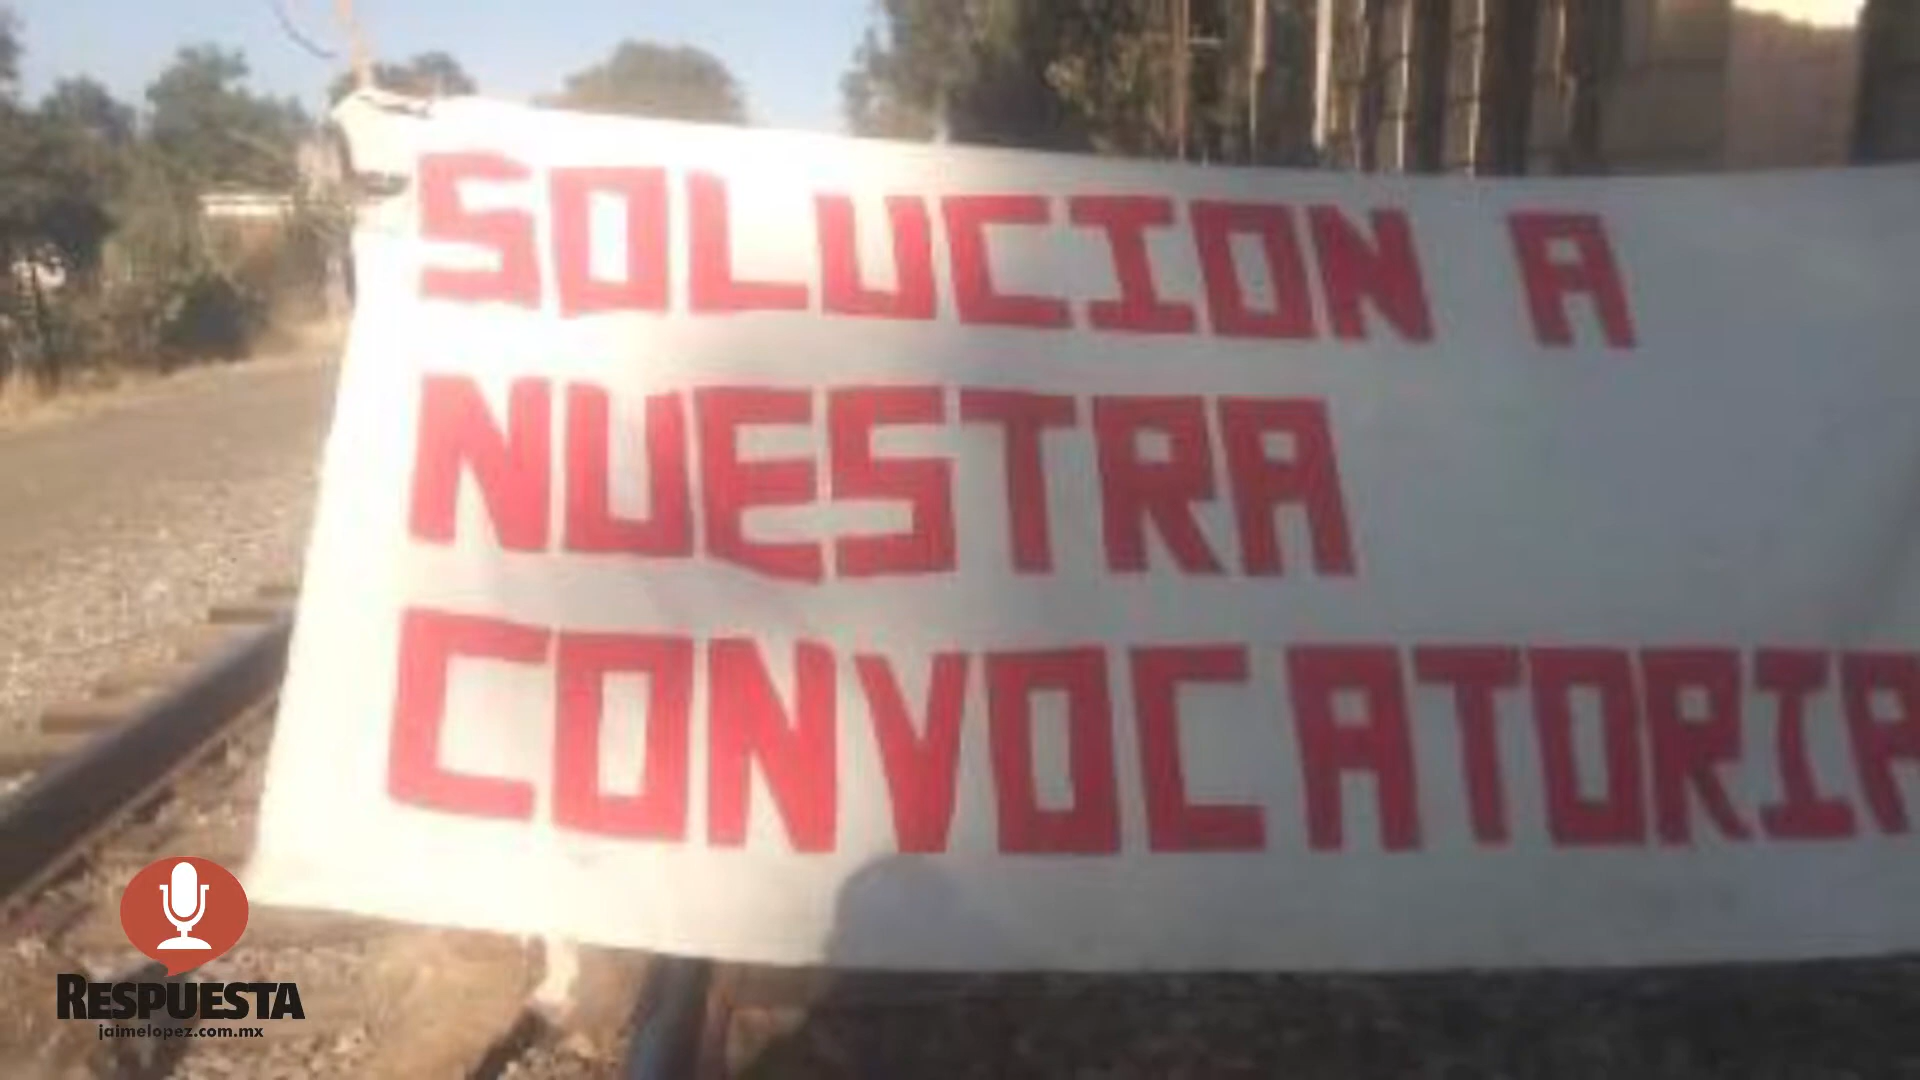 SOLUCION A
NUESTRA
CONVOCATORIA
RESPUESTA
jaimelopez.com.mx